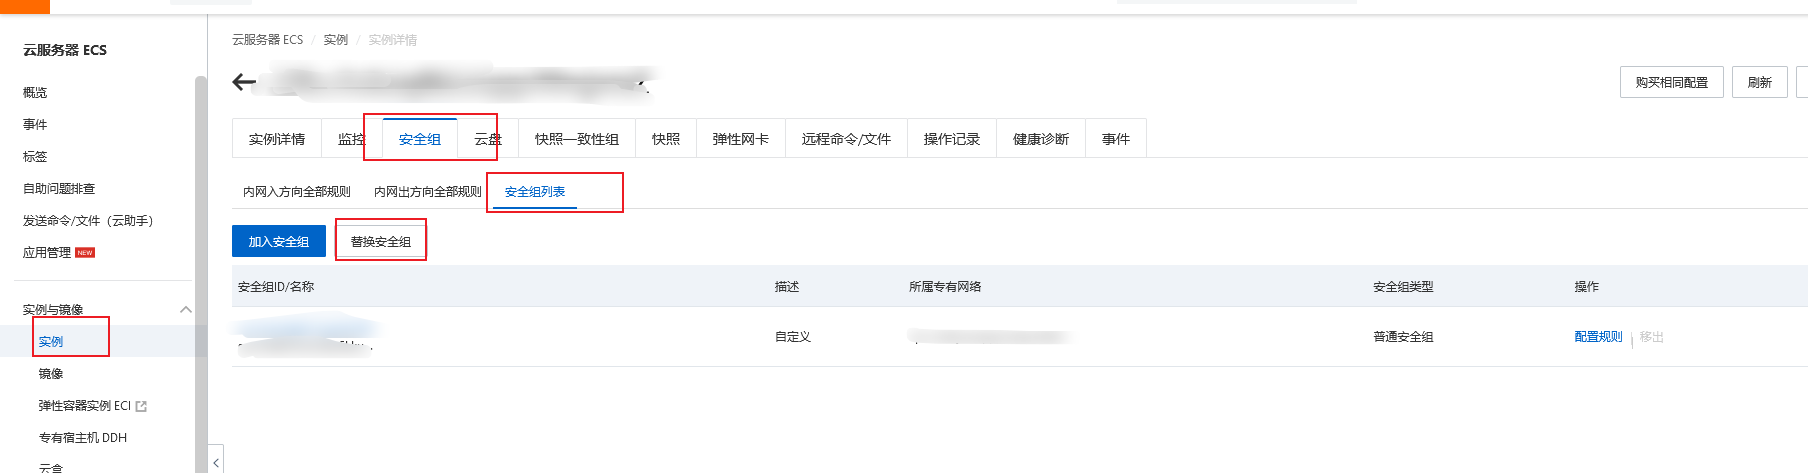 云服务器 ECS
概览
事件
标签
自助问题排查
发送命令/文件（云助手）
应用管理 NEW
实例与镜像
实例
镜像
弹性容器实例 ECI
专有宿主机 DDH
云盒
云服务器 ECS / 实例 / 实例详情
购买相同配置 刷新
实例详情 监控 安全组 云盘 快照一致性组 快照 弹性网卡 远程命令/文件 操作记录 健康诊断 事件
内网入方向全部规则 内网出方向全部规则 安全组列表
加入安全组 替换安全组
安全组ID/名称 描述 所属专有网络 安全组类型 操作
自定义 普通安全组 配置规则 | 移出